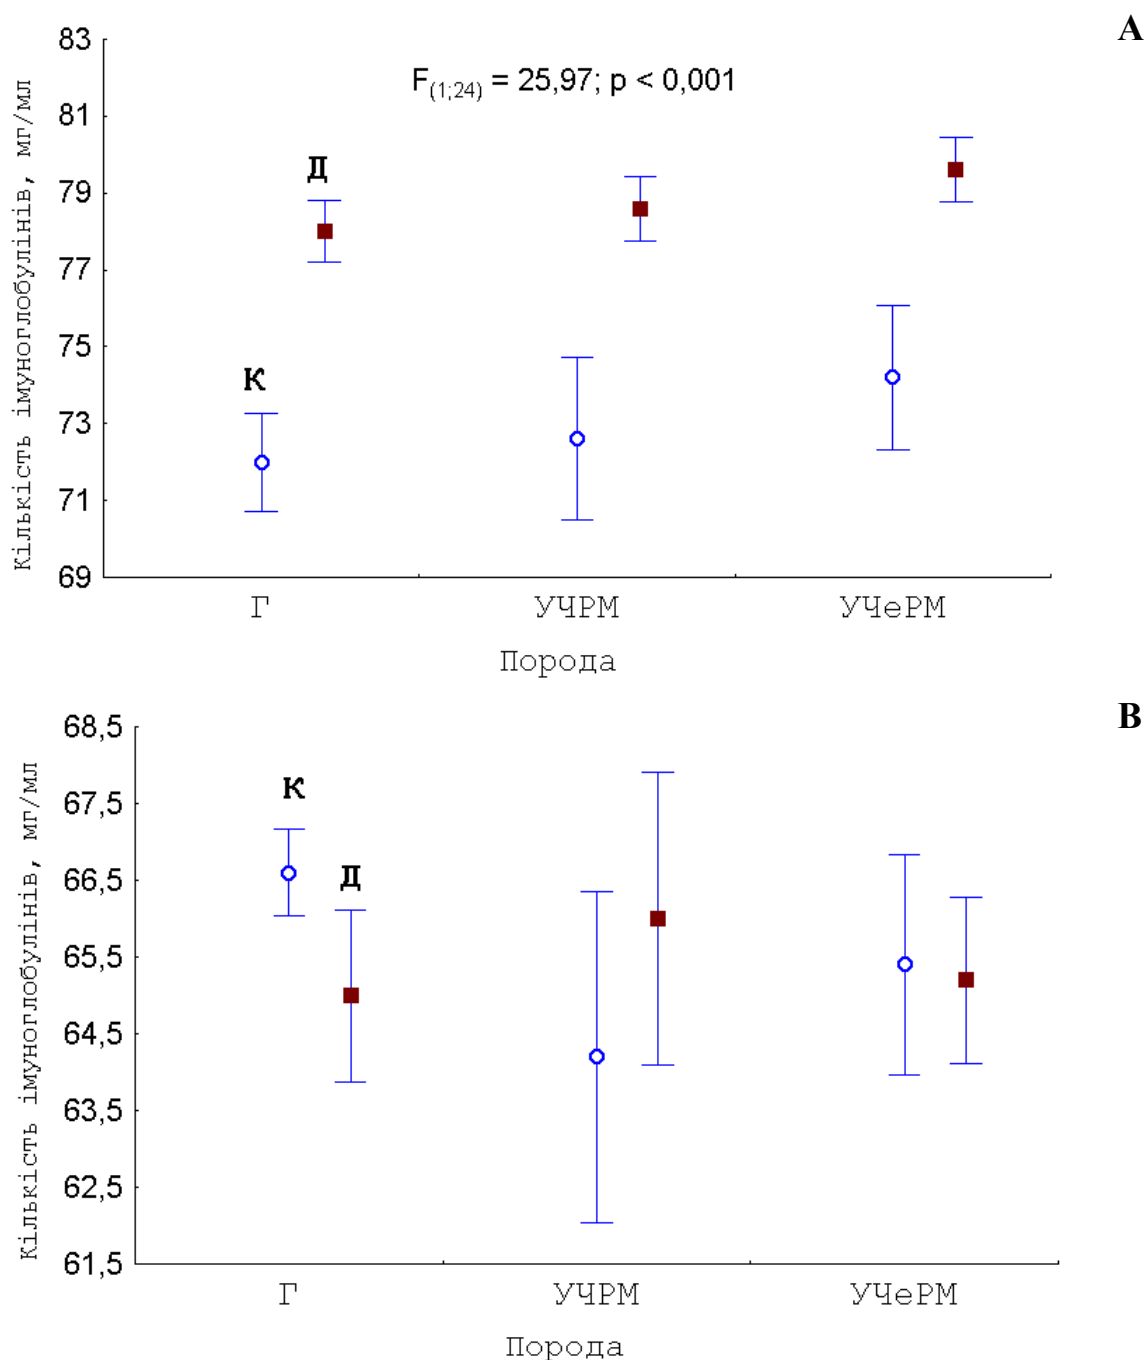 A
Кількість імуноглобулінів, мг/мл
83
81
79
77
75
73
71
69
F(1;24) = 25,97; p < 0,001
Д
К
Г УЧРМ УЧеРМ
Порода
B
Кількість імуноглобулінів, мг/мл
68,5
67,5
66,5
65,5
64,5
63,5
62,5
61,5
К
Д
Г УЧРМ УЧеРМ
Порода